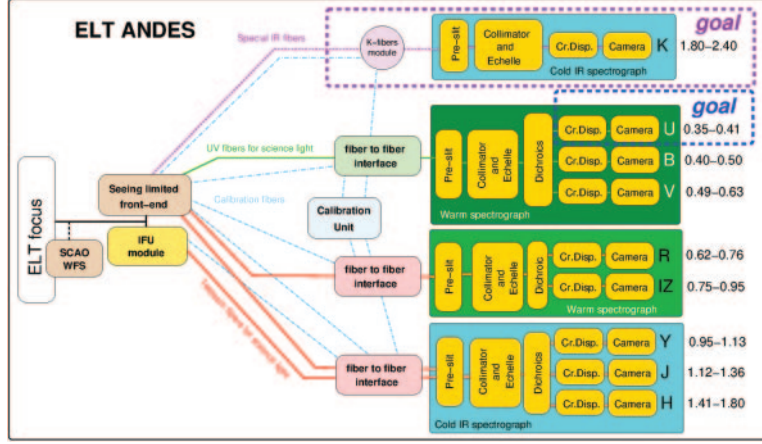 ELT ANDES
goal
Special IR fibers
K-fibers
module
Pre-slit
Collimator
and
Echelle
Cr.Disp.
Camera
K
1.80-2.40
Cold IR spectrograph
goal
UV fibers for science light
fiber to fiber
interface
Pre-slit
Collimator
and
Echelle
Dichroics
Cr.Disp.
Camera
U
0.35-0.41
Cr.Disp.
Camera
B
0.40-0.50
Cr.Disp.
Camera
V
0.49-0.63
Warm spectrograph
ELT focus
Seeing limited
front-end
Calibration fibers
SCAO
WFS
IFU
module
Calibration
Unit
fiber to fiber
interface
Pre-slit
Collimator
and
Echelle
Dichroic
Cr.Disp.
Camera
R
0.62-0.76
Cr.Disp.
Camera
IZ
0.75-0.95
Warm spectrograph
fibers for science light
fiber to fiber
interface
Pre-slit
Collimator
and
Echelle
Dichroics
Cr.Disp.
Camera
Y
0.95-1.13
Cr.Disp.
Camera
J
1.12-1.36
Cr.Disp.
Camera
H
1.41-1.80
Cold IR spectrograph